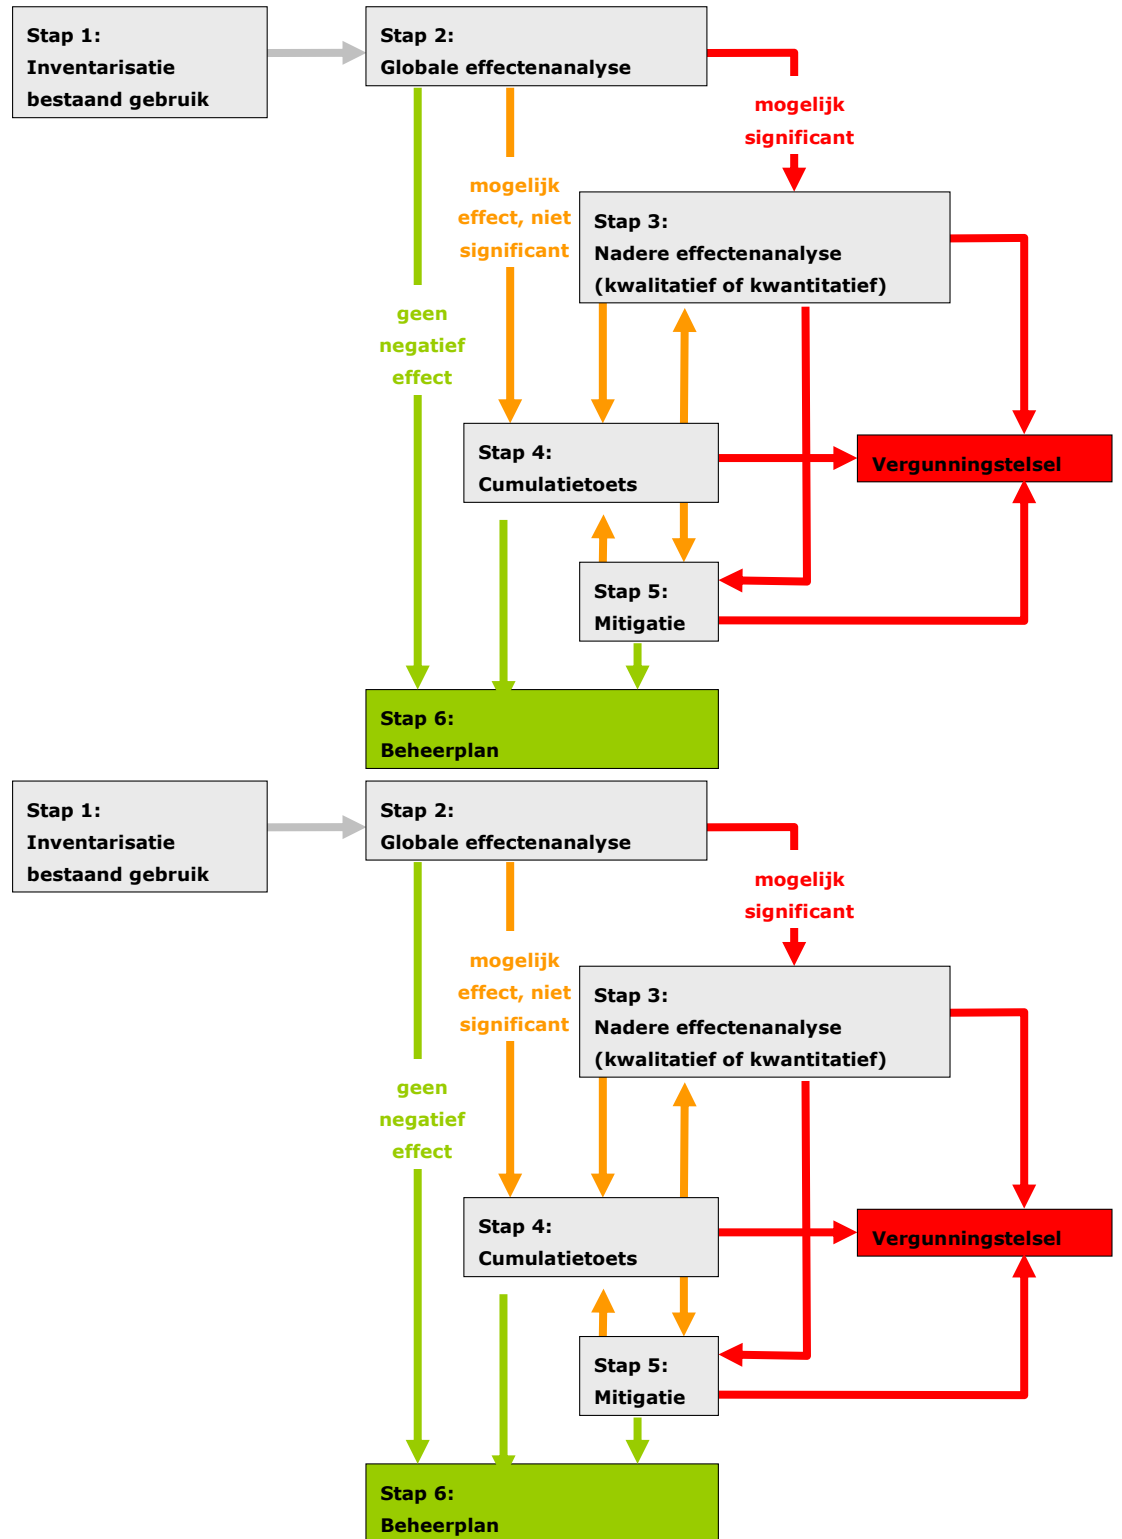 Stap 1:
Inventarisatie
bestaand gebruik
Stap 2:
Globale effectenanalyse
mogelijk
significant
mogelijk
effect, niet
significant
Stap 3:
Nadere effectenanalyse
(kwalitatief of kwantitatief)
geen
negatief
effect
Stap 4:
Cumulatietoets
Vergunningstelsel
Stap 5:
Mitigatie
Stap 6:
Beheerplan
Stap 1:
Inventarisatie
bestaand gebruik
Stap 2:
Globale effectenanalyse
mogelijk
significant
mogelijk
effect, niet
significant
Stap 3:
Nadere effectenanalyse
(kwalitatief of kwantitatief)
geen
negatief
effect
Stap 4:
Cumulatietoets
Vergunningstelsel
Stap 5:
Mitigatie
Stap 6:
Beheerplan